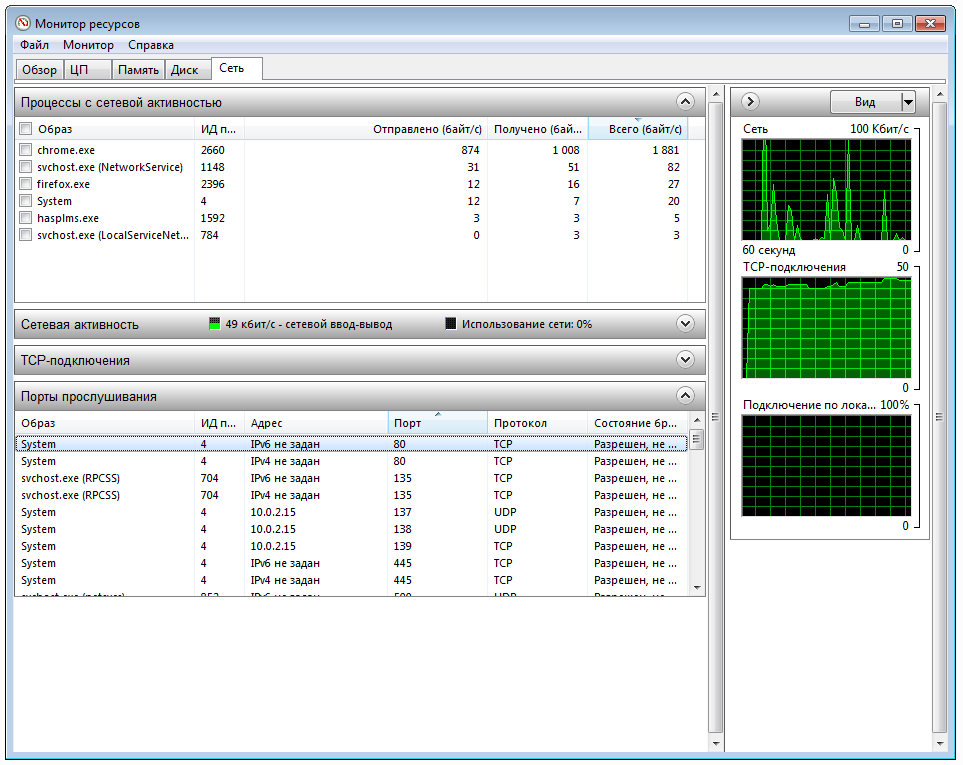 Монитор ресурсов
Файл Монитор Справка
Обзор ЦП Память Диск Сеть
Процессы с сетевой активностью
Образ ИД п... Отправлено (байт/с) Получено (бай... Всего (байт/с)
chrome.exe 2660 874 1 008 1 881
svchost.exe (NetworkService) 1148 31 51 82
firefox.exe 2396 12 16 27
System 4 12 7 20
hasplms.exe 1592 3 3 5
svchost.exe (LocalServiceNet... 784 0 3 3
Сетевая активность 49 кбит/с - сетевой ввод-вывод Использование сети: 0%
TCP-подключения
Порты прослушивания
Образ ИД п... Адрес Порт Протокол Состояние бр...
System 4 IPv6 не задан 80 TCP Разрешен, не ...
System 4 IPv4 не задан 80 TCP Разрешен, не ...
svchost.exe (RPCSS) 704 IPv6 не задан 135 TCP Разрешен, не ...
svchost.exe (RPCSS) 704 IPv4 не задан 135 TCP Разрешен, не ...
System 4 10.0.2.15 137 UDP Разрешен, не ...
System 4 10.0.2.15 138 UDP Разрешен, не ...
System 4 10.0.2.15 139 TCP Разрешен, не ...
System 4 IPv6 не задан 445 TCP Разрешен, не ...
System 4 IPv4 не задан 445 TCP Разрешен, не ...
Вид
Сеть 100 Кбит/с
60 секунд 0
TCP-подключения 50
0
Подключение по лока... 100%
0